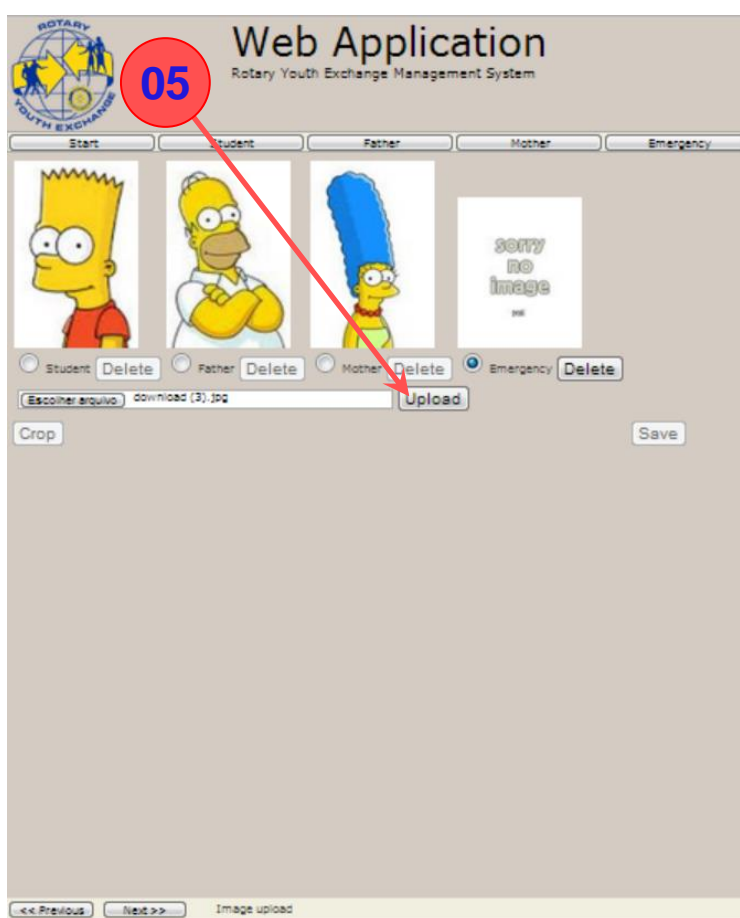 ROTARY
YOUTH EXCHANGE
Web Application
Rotary Youth Exchange Management System
05
Start Student Father Mother Emergency
sorry
no
image
Student Delete Father Delete Mother Delete Emergency Delete
Escolher arquivo download (3).jpg Upload
Crop Save
<< Previous Next >> Image upload